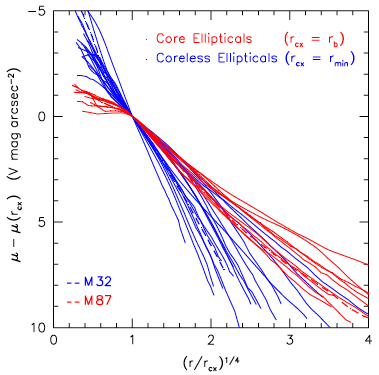 −5
· Core Ellipticals (r_cx = r_b)
· Coreless Ellipticals (r_cx = r_min)
0
5
10
μ − μ(r_cx) (V mag arcsec⁻²)
-- M32
-- M87
0 1 2 3 4
(r/r_cx)^1/4